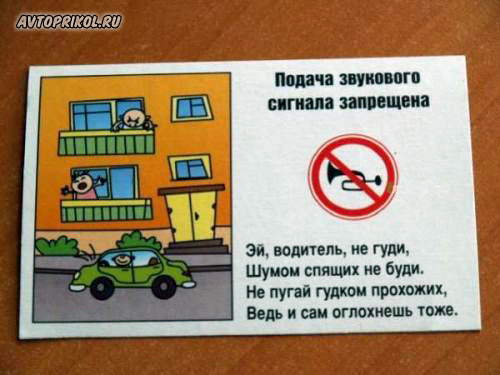 AVTOPRIKOL.RU
Подача звукового
сигнала запрещена
Эй, водитель, не гуди,
Шумом спящих не буди.
Не пугай гудком прохожих,
Ведь и сам оглохнешь тоже.